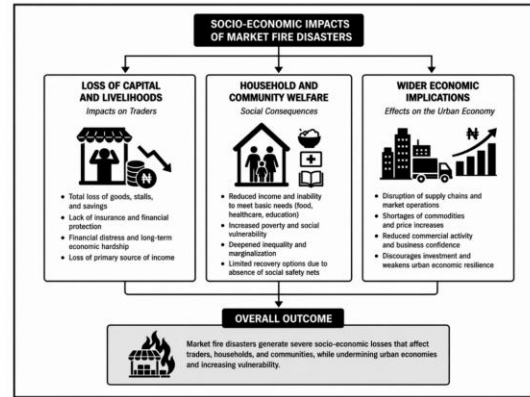 SOCIO-ECONOMIC IMPACTS
OF MARKET FIRE DISASTERS
LOSS OF CAPITAL
AND LIVELIHOODS
Impacts on Traders
₦
• Total loss of goods, stalls,
and savings
• Lack of insurance and financial
protection
• Financial distress and long-term
economic hardship
• Loss of primary source of income
HOUSEHOLD AND
COMMUNITY WELFARE
Social Consequences
• Reduced income and inability
to meet basic needs (food,
healthcare, education)
• Increased poverty and social
vulnerability
• Deepened inequality and
marginalization
• Limited recovery options due to
absence of social safety nets
WIDER ECONOMIC
IMPLICATIONS
Effects on the Urban Economy
₦
• Disruption of supply chains and
market operations
• Shortages of commodities
and price increases
• Reduced commercial activity
and business confidence
• Discourages investment and
weakens urban economic resilience
OVERALL OUTCOME
Market fire disasters generate severe socio-economic losses that affect
traders, households, and communities, while undermining urban economies
and increasing vulnerability.